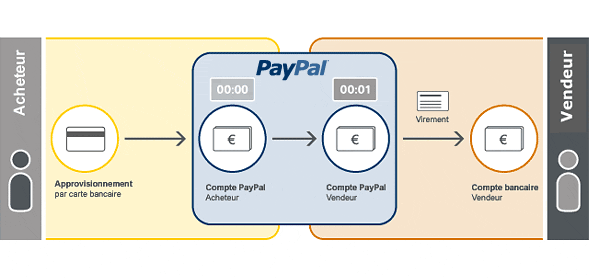 Acheteur
Approvisionnement
par carte bancaire
PayPal
00:00
€
Compte PayPal
Acheteur
00:01
€
Compte PayPal
Vendeur
Virement
€
Compte bancaire
Vendeur
Vendeur